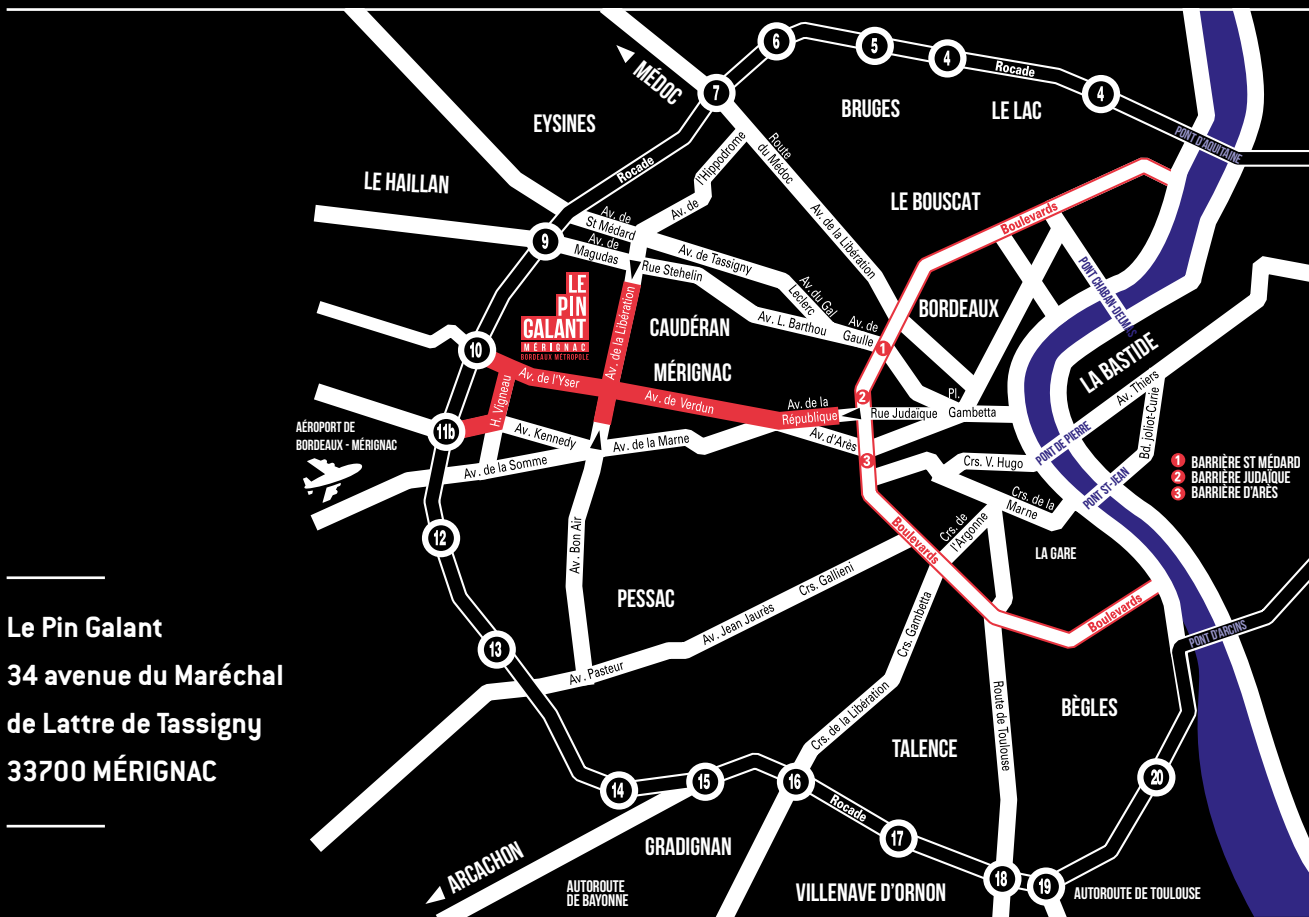 6
5
4
Rocade
4
7
MÉDOC
EYSINES
BRUGES
LE LAC
PONT D'AQUITAINE
Rocade
LE HAILLAN
Route
du Médoc
Av. de
l'Hippodrome
LE BOUSCAT
Boulevards
Av. de
St Médard
Av. de
Magudas
9
Av. de Tassigny
Rue Stehelin
Av. de la Libération
PONT CHABAN-DELMAS
LE
PIN
GALANT
MÉRIGNAC
BORDEAUX MÉTROPOLE
Av. de la Libération
Av. du Gal
Leclerc
Av. L. Barthou
Av. de
Gaulle
CAUDÉRAN
BORDEAUX
10
1
LA BASTIDE
MÉRIGNAC
Av. de l'Yser
H. Vigneau
Av. de Verdun
Av. de la
République
2
Rue Judaïque
Pl.
Gambetta
Av. Thiers
AÉROPORT DE
BORDEAUX - MÉRIGNAC
11b
Av. Kennedy
Av. de la Marne
Av. d'Arès
Bd. joliot-Curie
PONT DE PIERRE
Av. de la Somme
3
Crs. V. Hugo
PONT ST-JEAN
1 BARRIÈRE ST MÉDARD
2 BARRIÈRE JUDAÏQUE
3 BARRIÈRE D'ARÈS
Crs. de la
Marne
12
Av. Bon Air
Boulevards
Crs. de
l'Argonne
LA GARE
PESSAC
Crs. Gallieni
Av. Jean Jaurès
Crs. Gambetta
Boulevards
PONT D'ARCINS
Le Pin Galant
34 avenue du Maréchal
de Lattre de Tassigny
33700 MÉRIGNAC
13
Av. Pasteur
Crs. de la Libération
Route de Toulouse
BÈGLES
TALENCE
14
15
16
20
Rocade
17
GRADIGNAN
ARCACHON
AUTOROUTE
DE BAYONNE
VILLENAVE D'ORNON
18
19
AUTOROUTE DE TOULOUSE